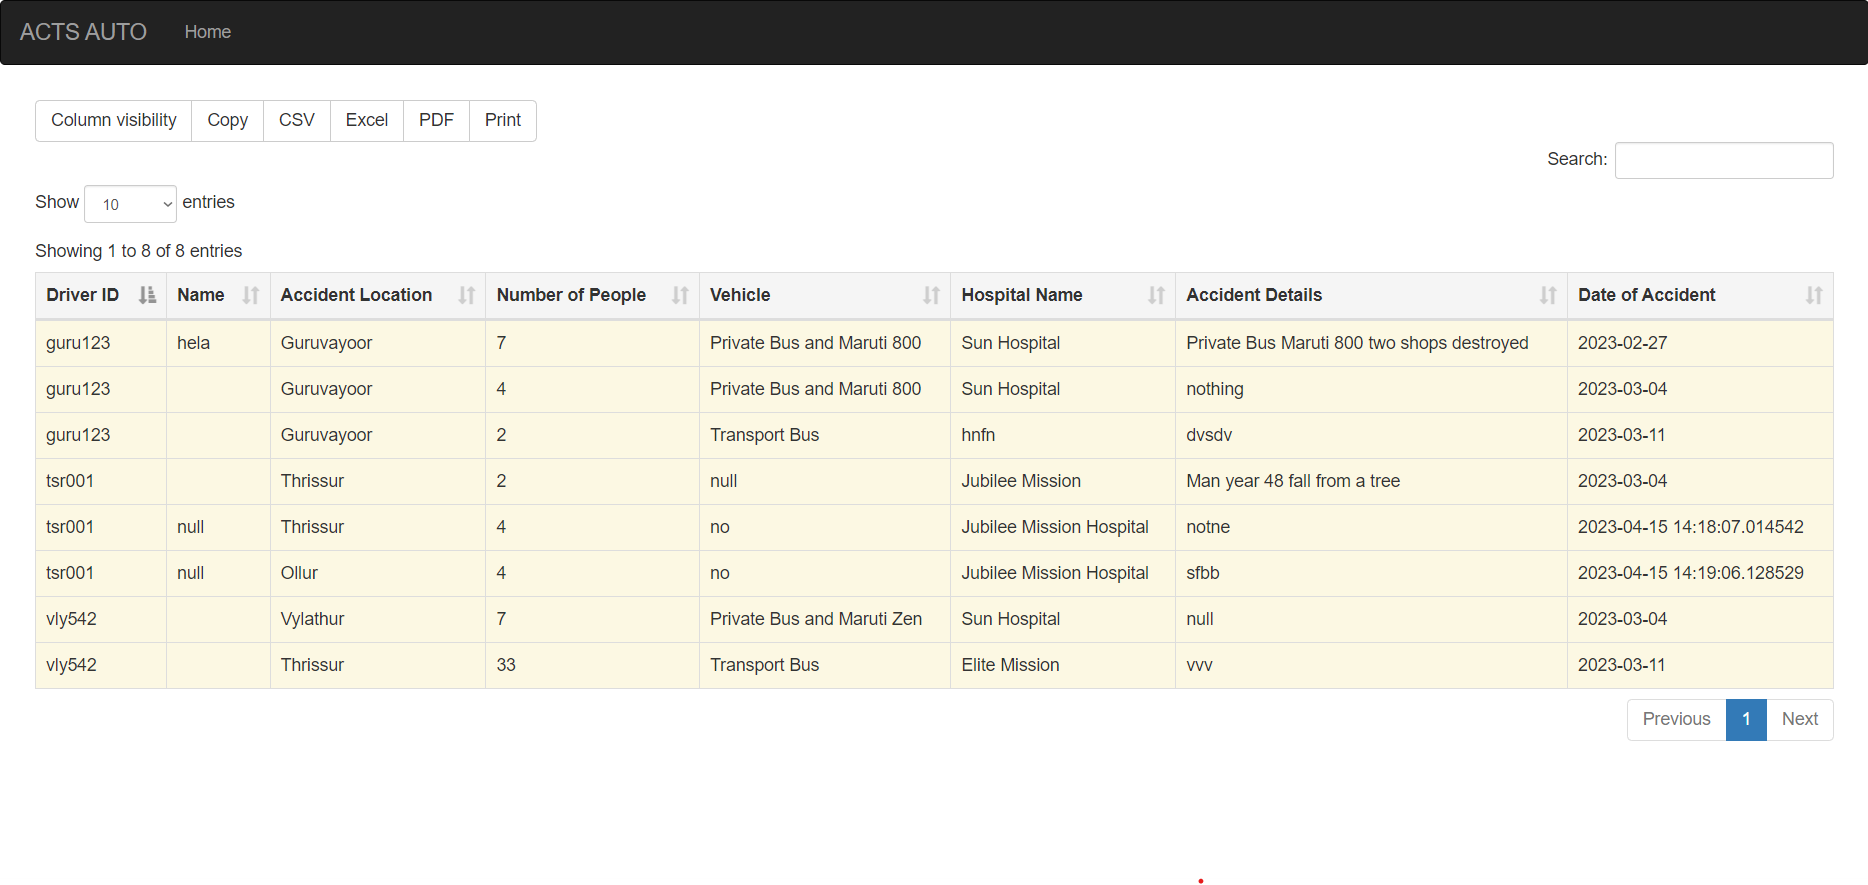 ACTS AUTO Home
Column visibility Copy CSV Excel PDF Print
Search:
Show 10 entries
Showing 1 to 8 of 8 entries
Driver ID Name Accident Location Number of People Vehicle Hospital Name Accident Details Date of Accident
guru123 hela Guruvayoor 7 Private Bus and Maruti 800 Sun Hospital Private Bus Maruti 800 two shops destroyed 2023-02-27
guru123 Guruvayoor 4 Private Bus and Maruti 800 Sun Hospital nothing 2023-03-04
guru123 Guruvayoor 2 Transport Bus hnfn dvsdv 2023-03-11
tsr001 Thrissur 2 null Jubilee Mission Man year 48 fall from a tree 2023-03-04
tsr001 null Thrissur 4 no Jubilee Mission Hospital notne 2023-04-15 14:18:07.014542
tsr001 null Ollur 4 no Jubilee Mission Hospital sfbb 2023-04-15 14:19:06.128529
vly542 Vylathur 7 Private Bus and Maruti Zen Sun Hospital null 2023-03-04
vly542 Thrissur 33 Transport Bus Elite Mission vvv 2023-03-11
Previous 1 Next